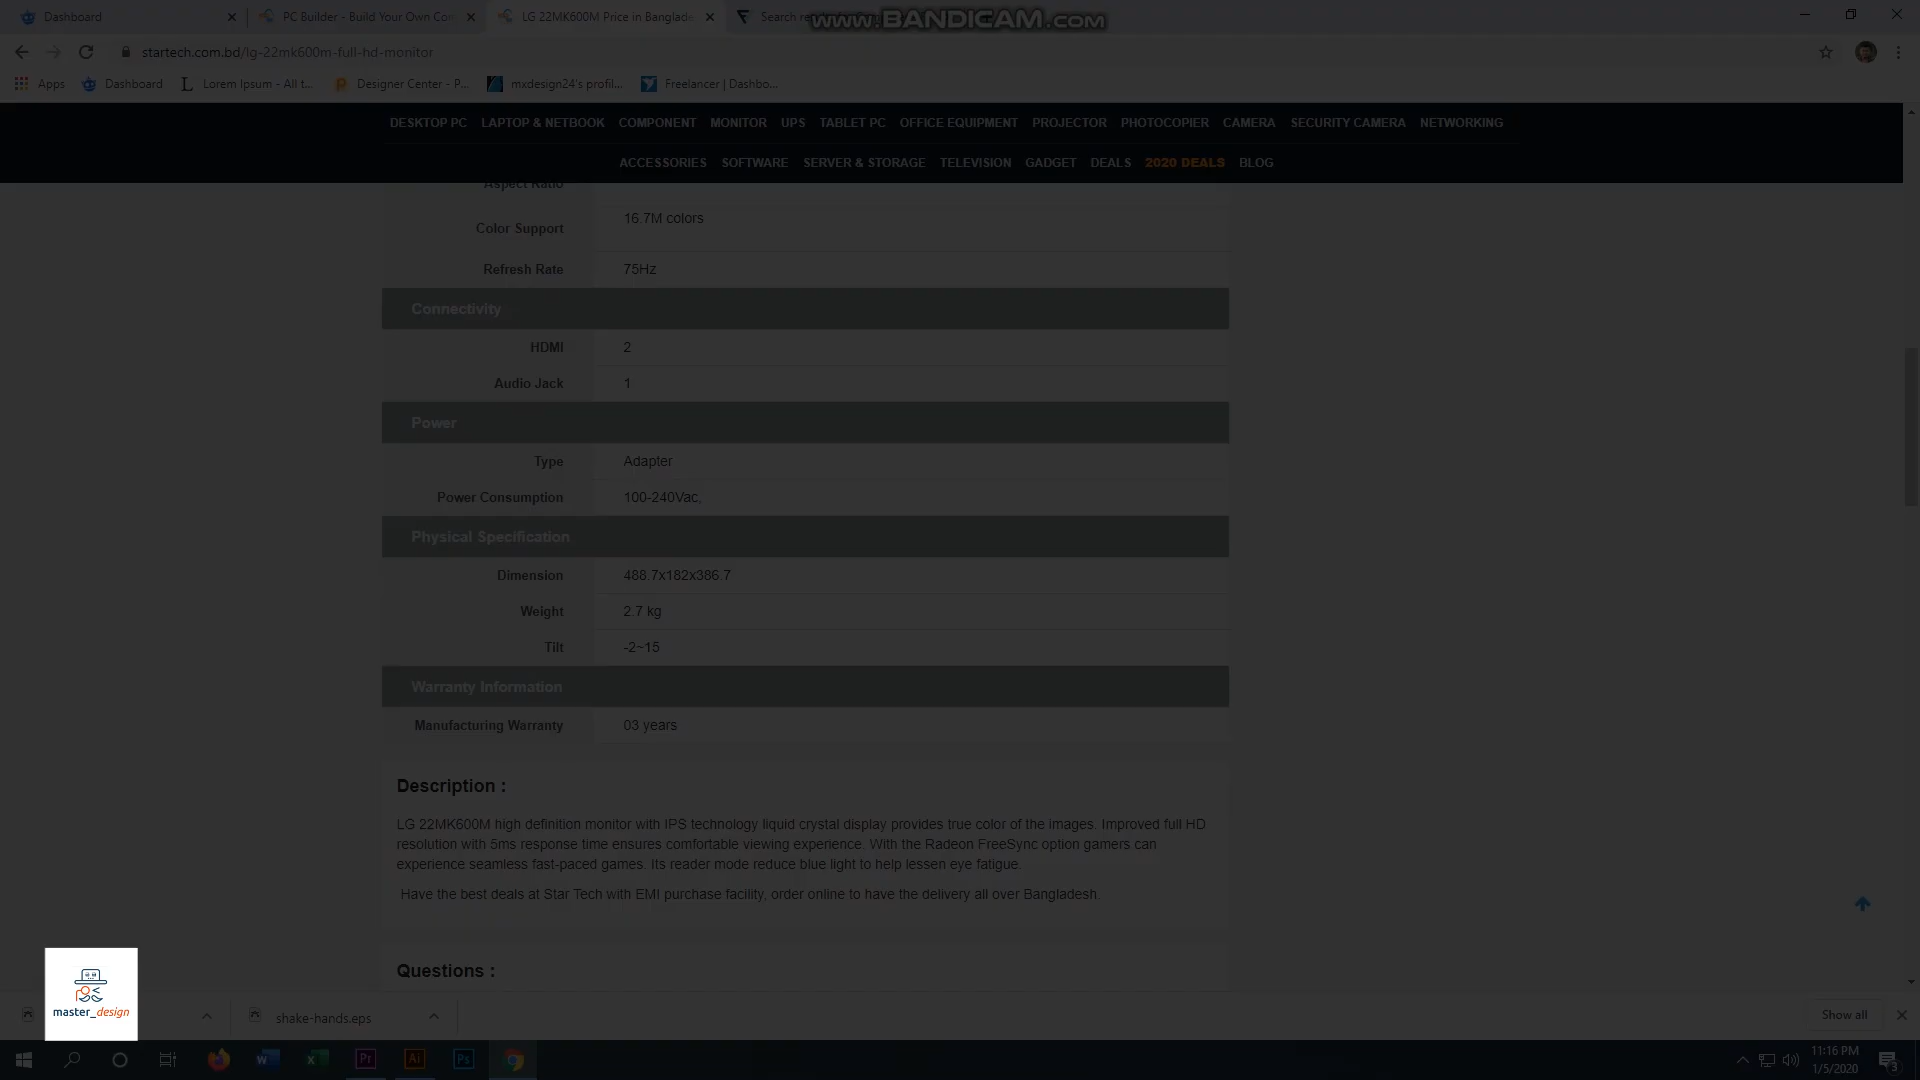 Dashboard
PC Builder - Build Your Own Com
LG 22MK600M Price in Banglade
Search re
www.BANDICAM.com
startech.com.bd/lg-22mk600m-full-hd-monitor
Apps
Dashboard
Lorem Ipsum - All t...
Designer Center - P...
mxdesign24's profil...
Freelancer | Dashbo...
DESKTOP PC LAPTOP & NETBOOK COMPONENT MONITOR UPS TABLET PC OFFICE EQUIPMENT PROJECTOR PHOTOCOPIER CAMERA SECURITY CAMERA NETWORKING
ACCESSORIES SOFTWARE SERVER & STORAGE TELEVISION GADGET DEALS 2020 DEALS BLOG
Aspect Ratio
Color Support 16.7M colors
Refresh Rate 75Hz
Connectivity
HDMI 2
Audio Jack 1
Power
Type Adapter
Power Consumption 100-240Vac,
Physical Specification
Dimension 488.7x182x386.7
Weight 2.7 kg
Tilt -2~15
Warranty Information
Manufacturing Warranty 03 years
Description :
LG 22MK600M high definition monitor with IPS technology liquid crystal display provides true color of the images. Improved full HD
resolution with 5ms response time ensures comfortable viewing experience. With the Radeon FreeSync option gamers can
experience seamless fast-paced games. Its reader mode reduce blue light to help lessen eye fatigue.
Have the best deals at Star Tech with EMI purchase facility, order online to have the delivery all over Bangladesh.
Questions :
master_design
shake-hands.eps
Show all
Pr
Ai
Ps
11:16 PM
1/5/2020
3